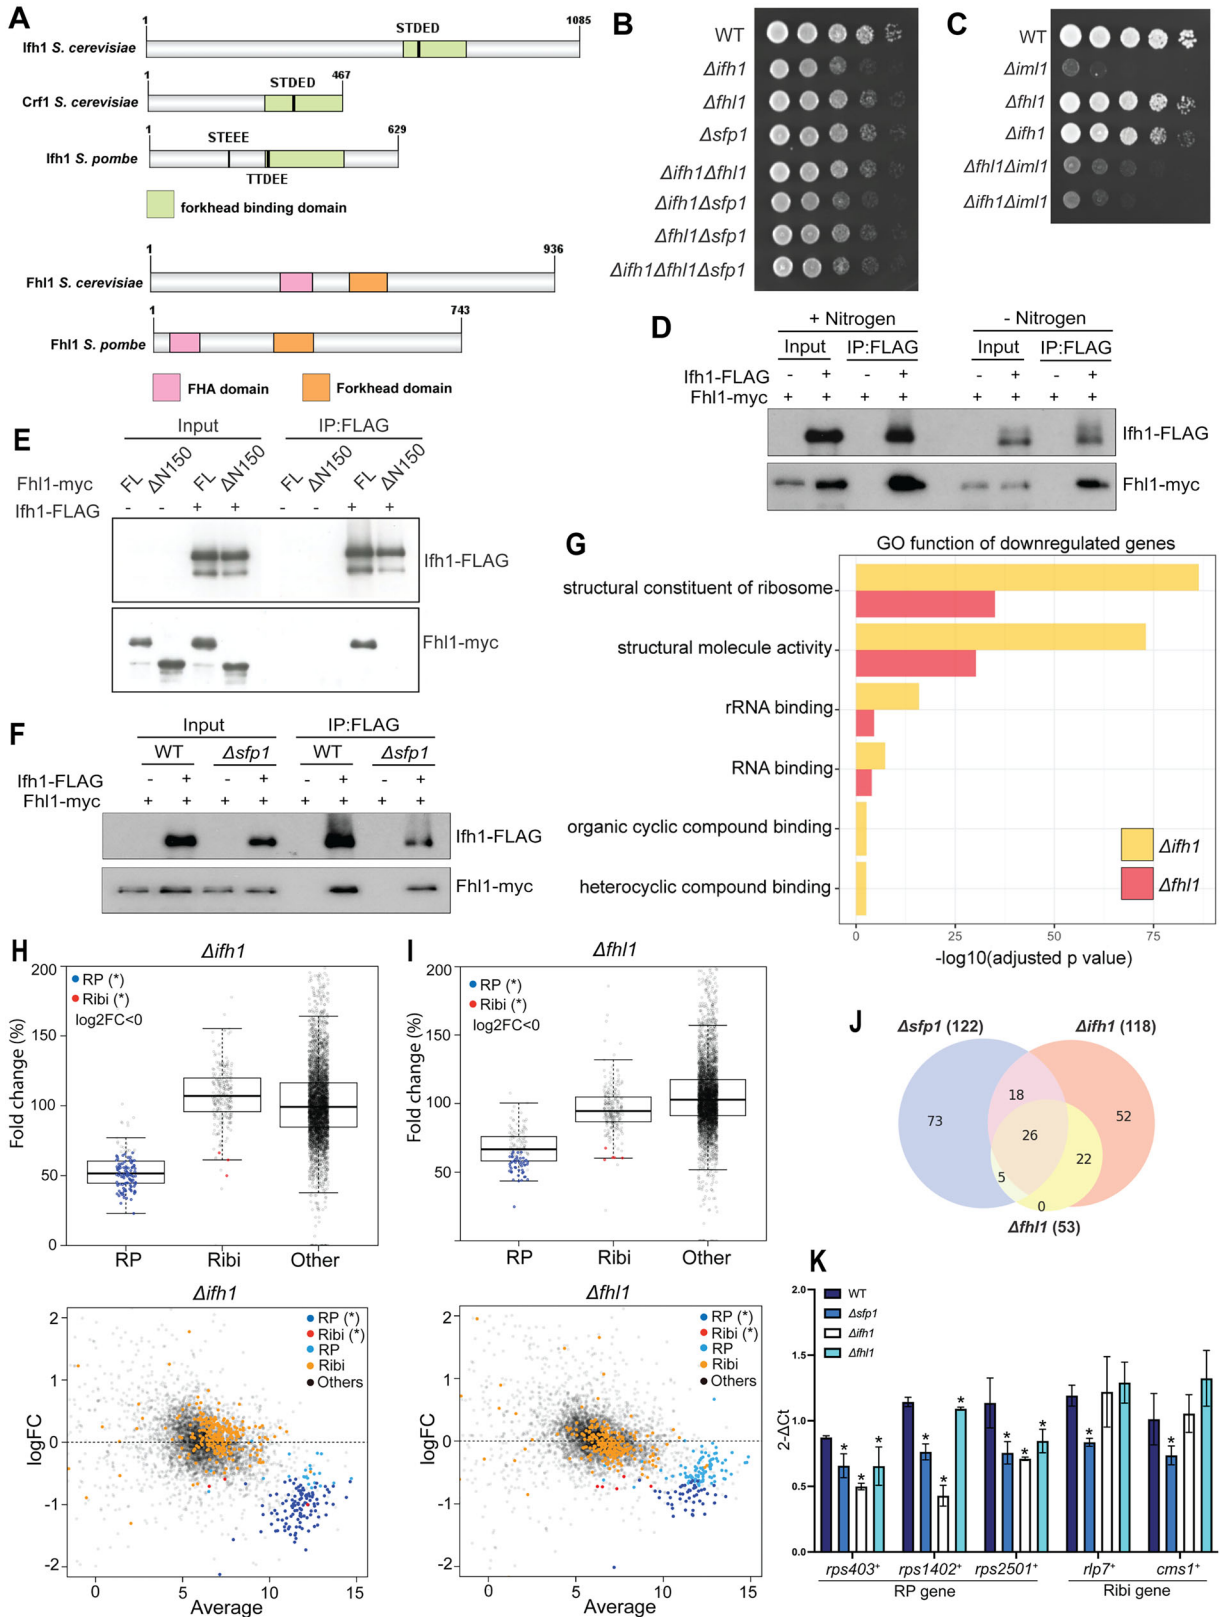 A
1
STDED
1085
Ifh1 S. cerevisiae
1
STDED
467
Crf1 S. cerevisiae
1
STEEE
629
Ifh1 S. pombe
TTDEE
forkhead binding domain
1
936
Fhl1 S. cerevisiae
1
743
Fhl1 S. pombe
FHA domain
Forkhead domain
B
WT
Δifh1
Δfhl1
Δsfp1
Δifh1Δfhl1
Δifh1Δsfp1
Δfhl1Δsfp1
Δifh1Δfhl1Δsfp1
C
WT
Δiml1
Δfhl1
Δifh1
Δfhl1Δiml1
Δifh1Δiml1
D
+ Nitrogen
- Nitrogen
Input IP:FLAG Input IP:FLAG
Ifh1-FLAG - + - + - + - +
Fhl1-myc + + + + + + + +
Ifh1-FLAG
Fhl1-myc
E
Input IP:FLAG
Fhl1-myc FL ΔN150 FL ΔN150 FL ΔN150 FL ΔN150
Ifh1-FLAG - - + + - - + +
Ifh1-FLAG
Fhl1-myc
F
Input IP:FLAG
WT Δsfp1 WT Δsfp1
Ifh1-FLAG - + - + - + - +
Fhl1-myc + + + + + + + +
Ifh1-FLAG
Fhl1-myc
G
GO function of downregulated genes
structural constituent of ribosome
structural molecule activity
rRNA binding
RNA binding
organic cyclic compound binding
heterocyclic compound binding
Δifh1
Δfhl1
0 25 50 75
-log10(adjusted p value)
H
Δifh1
RP (*)
Ribi (*)
log2FC<0
Fold change (%)
200
150
100
50
0
RP Ribi Other
Δifh1
RP (*)
Ribi (*)
RP
Ribi
Others
logFC
2
1
0
-1
-2
0 5 10 15
Average
I
Δfhl1
RP (*)
Ribi (*)
log2FC<0
Fold change (%)
200
150
100
50
RP Ribi Other
Δfhl1
RP (*)
Ribi (*)
RP
Ribi
Others
logFC
2
1
0
-1
-2
0 5 10 15
Average
J
Δsfp1 (122)
Δifh1 (118)
18
73
26
52
22
5
0
Δfhl1 (53)
K
WT
Δsfp1
Δifh1
Δfhl1
2-ΔCt
2.0
1.5
1.0
0.5
0.0
* * *
* * *
* * *
*
*
rps403+ rps1402+ rps2501+ rlp7+ cms1+
RP gene Ribi gene